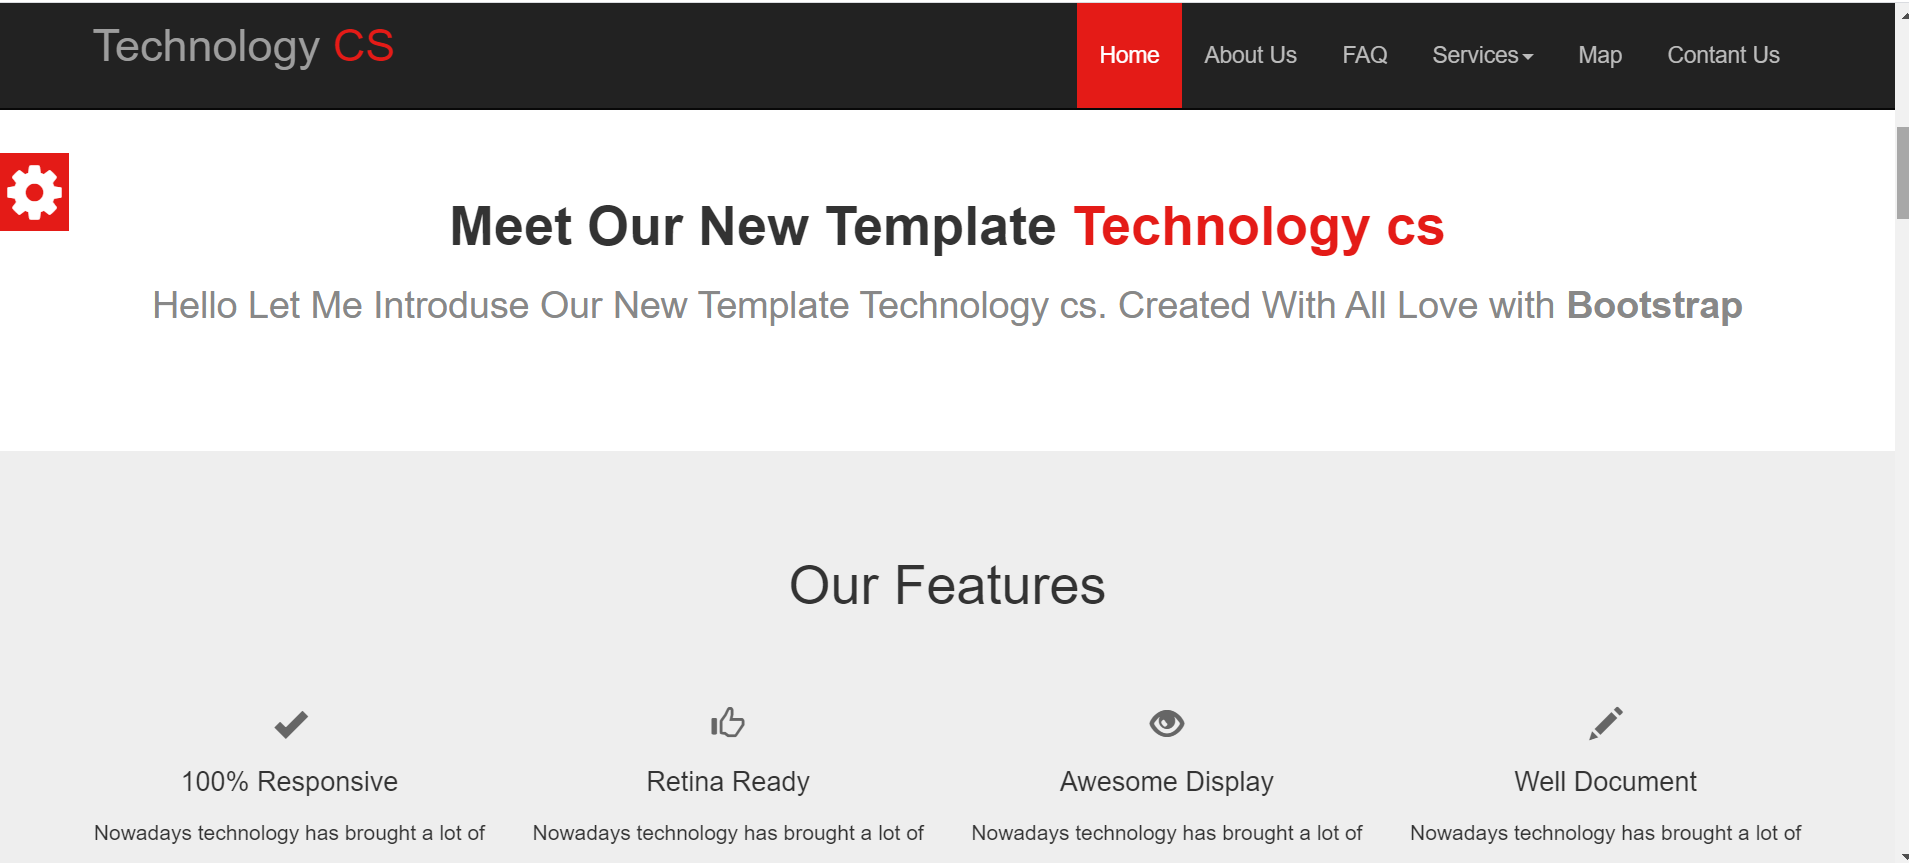 Technology CS
Home About Us FAQ Services Map Contant Us
Meet Our New Template Technology cs
Hello Let Me Introduse Our New Template Technology cs. Created With All Love with Bootstrap
Our Features
100% Responsive
Nowadays technology has brought a lot of
Retina Ready
Nowadays technology has brought a lot of
Awesome Display
Nowadays technology has brought a lot of
Well Document
Nowadays technology has brought a lot of